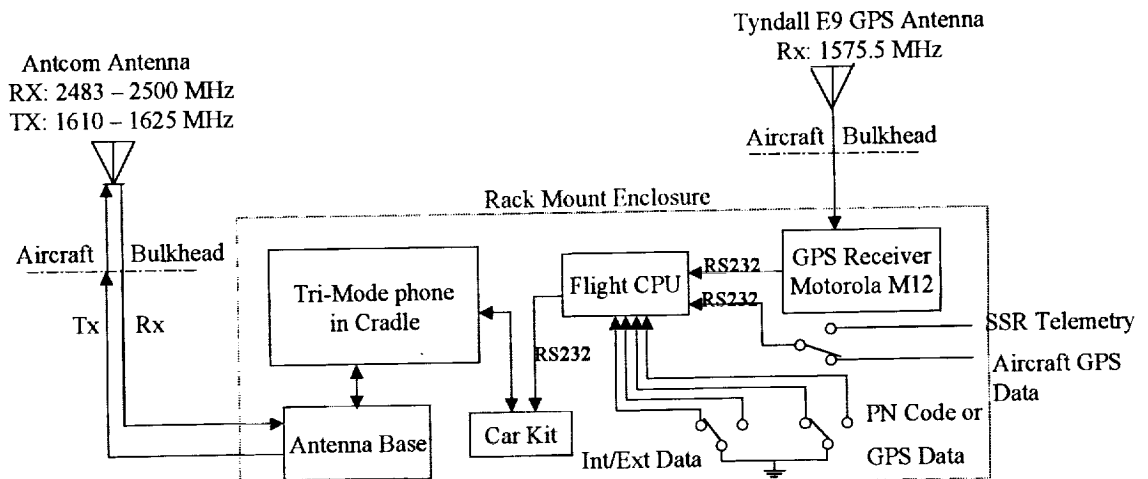 Tyndall E9 GPS Antenna
Rx: 1575.5 MHz
Antcom Antenna
RX: 2483 – 2500 MHz
TX: 1610 – 1625 MHz
Aircraft Bulkhead
Rack Mount Enclosure
Aircraft Bulkhead
Tx Rx
Tri-Mode phone
in Cradle
Flight CPU
RS232
RS232
GPS Receiver
Motorola M12
SSR Telemetry
Aircraft GPS
Data
RS232
Antenna Base
Car Kit
Int/Ext Data
PN Code or
GPS Data